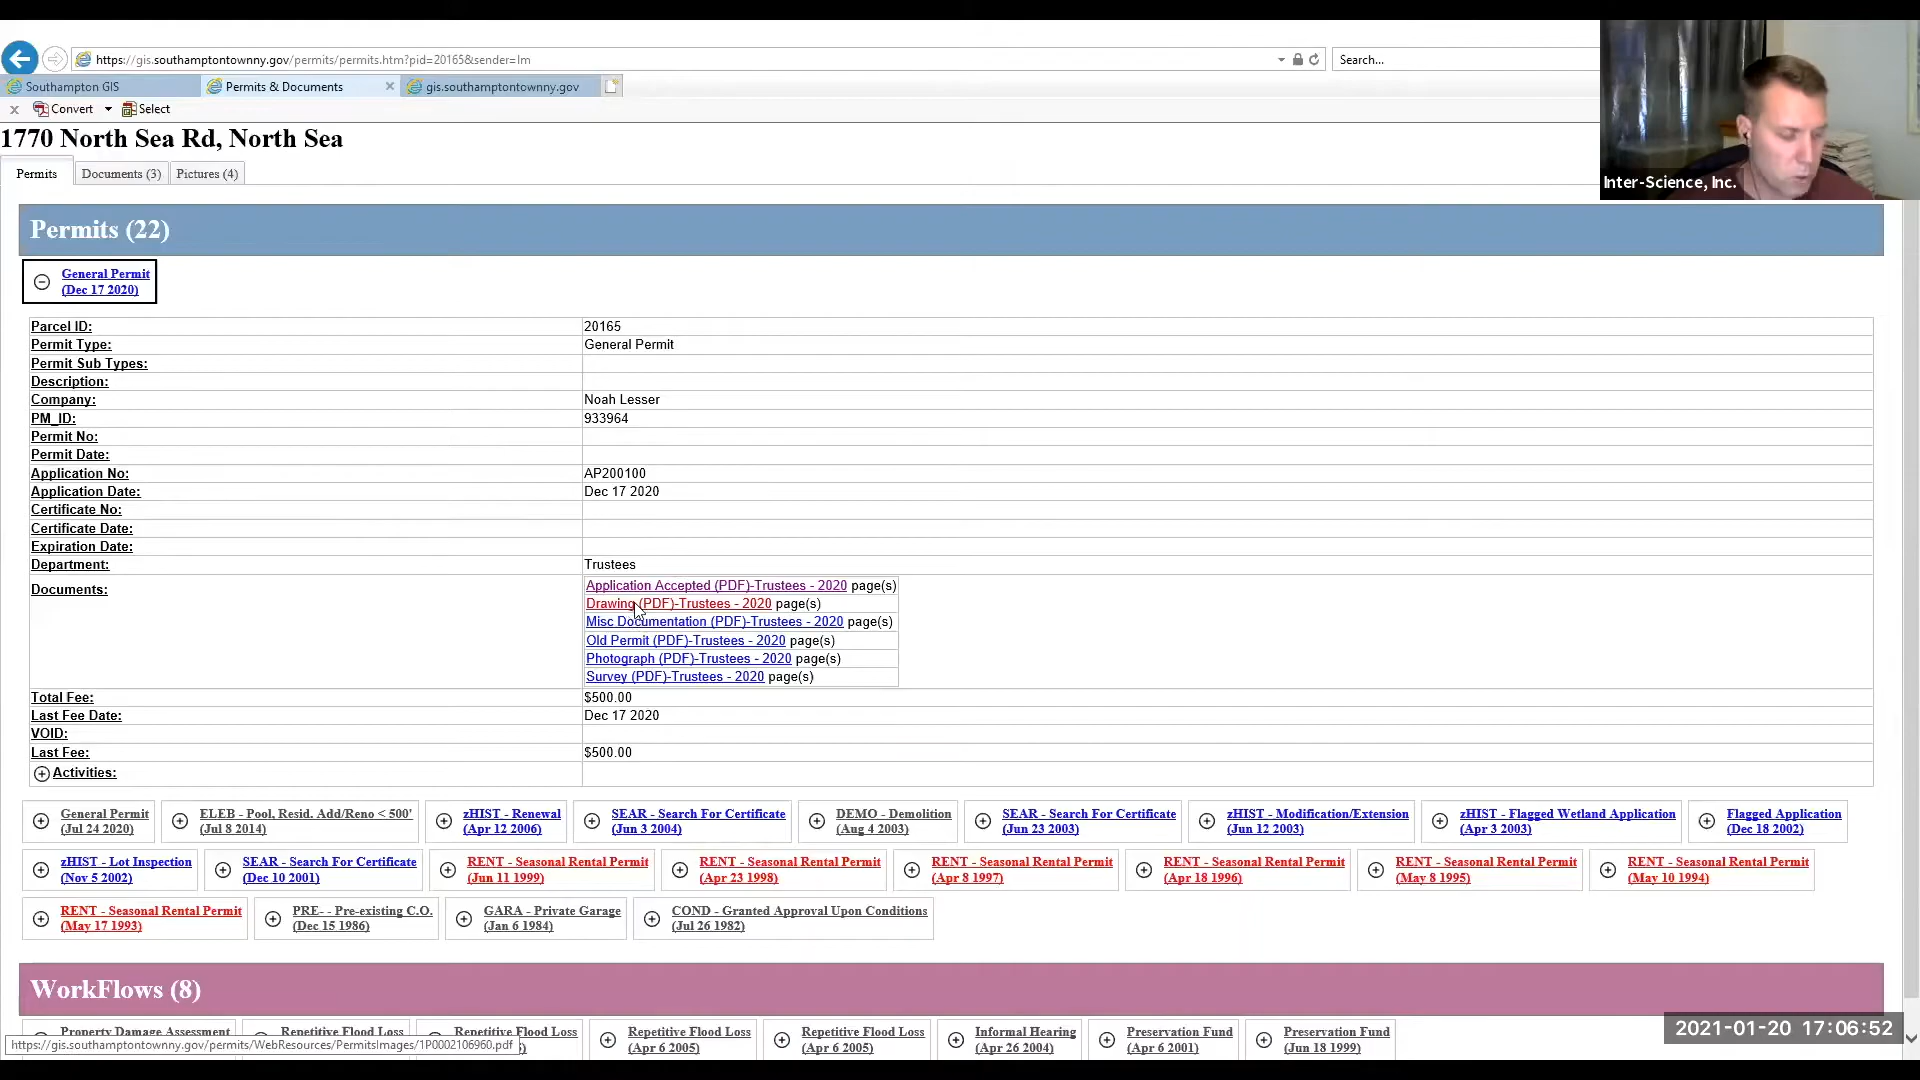 https://gis.southamptontownny.gov/permits/permits.htm?pid=20165&sender=lm
Search...
Southampton GIS
Permits & Documents
gis.southamptontownny.gov
Convert
Select
1770 North Sea Rd, North Sea
Inter-Science, Inc.
Permits
Documents (3)
Pictures (4)
Permits (22)
General Permit
(Dec 17 2020)
Parcel ID: 20165
Permit Type: General Permit
Permit Sub Types:
Description:
Company: Noah Lesser
PM_ID: 933964
Permit No:
Permit Date:
Application No: AP200100
Application Date: Dec 17 2020
Certificate No:
Certificate Date:
Expiration Date:
Department: Trustees
Documents:
Application Accepted (PDF)-Trustees - 2020 page(s)
Drawing (PDF)-Trustees - 2020 page(s)
Misc Documentation (PDF)-Trustees - 2020 page(s)
Old Permit (PDF)-Trustees - 2020 page(s)
Photograph (PDF)-Trustees - 2020 page(s)
Survey (PDF)-Trustees - 2020 page(s)
Total Fee: $500.00
Last Fee Date: Dec 17 2020
VOID:
Last Fee: $500.00
Activities:
General Permit
(Jul 24 2020)
ELEB - Pool, Resid. Add/Reno < 500'
(Jul 8 2014)
zHIST - Renewal
(Apr 12 2006)
SEAR - Search For Certificate
(Jun 3 2004)
DEMO - Demolition
(Aug 4 2003)
SEAR - Search For Certificate
(Jun 23 2003)
zHIST - Modification/Extension
(Jun 12 2003)
zHIST - Flagged Wetland Application
(Apr 3 2003)
Flagged Application
(Dec 18 2002)
zHIST - Lot Inspection
(Nov 5 2002)
SEAR - Search For Certificate
(Dec 10 2001)
RENT - Seasonal Rental Permit
(Jun 11 1999)
RENT - Seasonal Rental Permit
(Apr 23 1998)
RENT - Seasonal Rental Permit
(Apr 8 1997)
RENT - Seasonal Rental Permit
(Apr 18 1996)
RENT - Seasonal Rental Permit
(May 8 1995)
RENT - Seasonal Rental Permit
(May 10 1994)
RENT - Seasonal Rental Permit
(May 17 1993)
PRE- - Pre-existing C.O.
(Dec 15 1986)
GARA - Private Garage
(Jan 6 1984)
COND - Granted Approval Upon Conditions
(Jul 26 1982)
WorkFlows (8)
Property Damage Assessment
Repetitive Flood Loss
Repetitive Flood Loss
Repetitive Flood Loss
(Apr 6 2005)
Repetitive Flood Loss
(Apr 6 2005)
Informal Hearing
(Apr 26 2004)
Preservation Fund
(Apr 6 2001)
Preservation Fund
(Jun 18 1999)
https://gis.southamptontownny.gov/permits/WebResources/PermitsImages/1P0002106960.pdf
2021-01-20 17:06:52